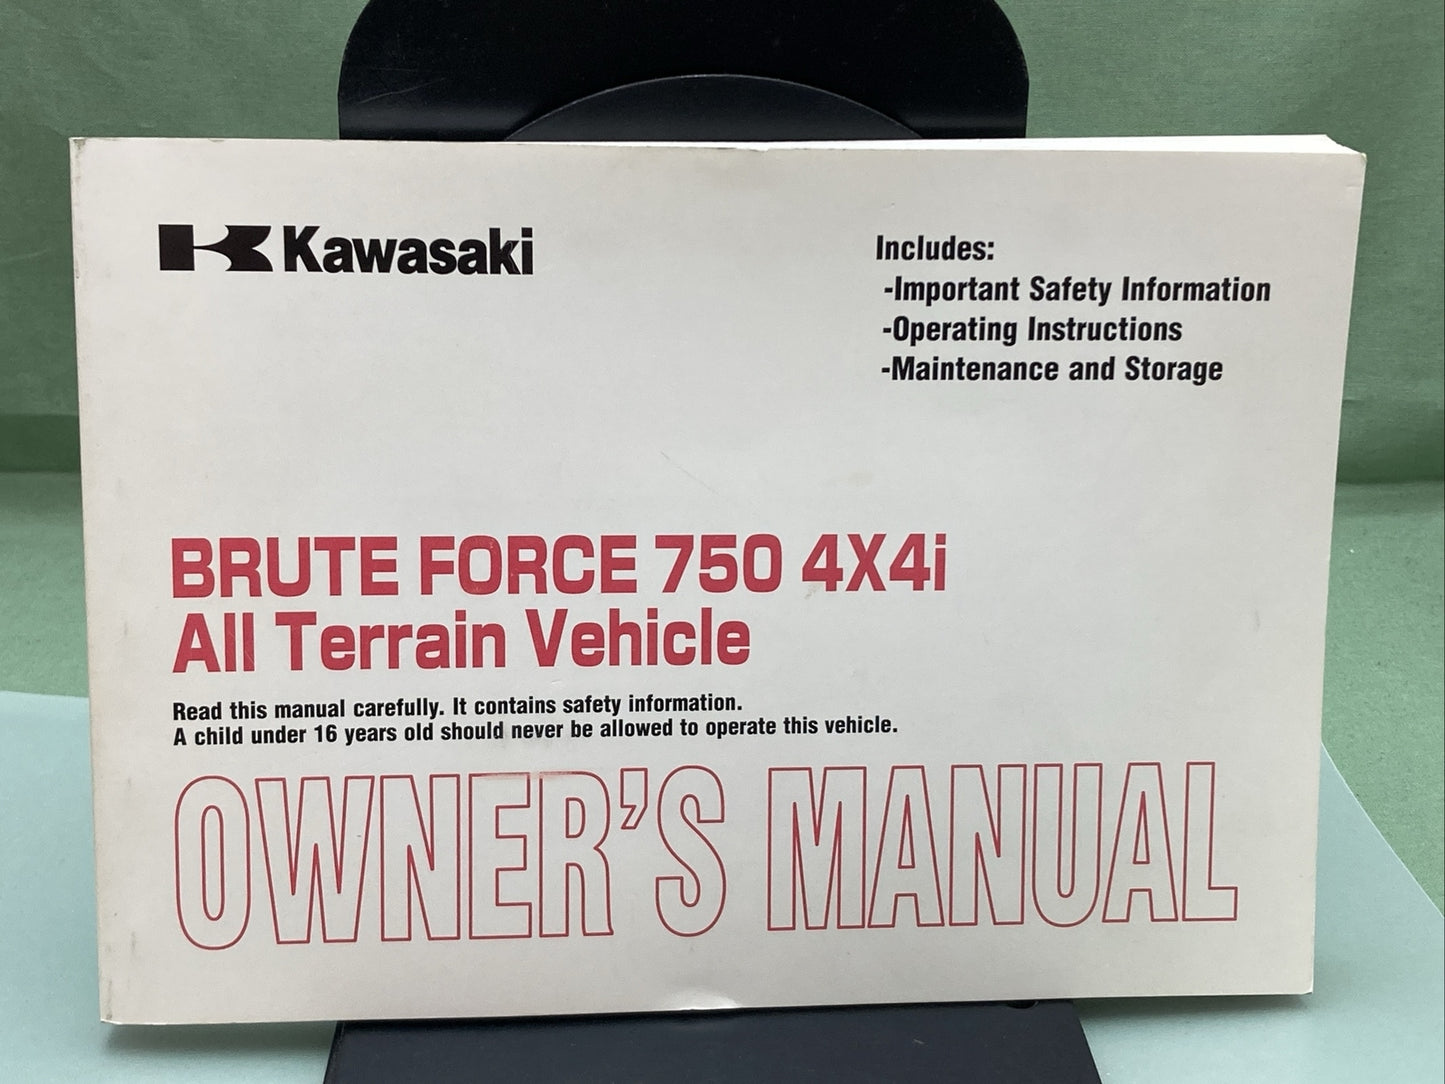 Kawasaki
Includes:
-Important Safety Information
-Operating Instructions
-Maintenance and Storage
BRUTE FORCE 750 4X4i
All Terrain Vehicle
Read this manual carefully. It contains safety information.
A child under 16 years old should never be allowed to operate this vehicle.
OWNER'S MANUAL